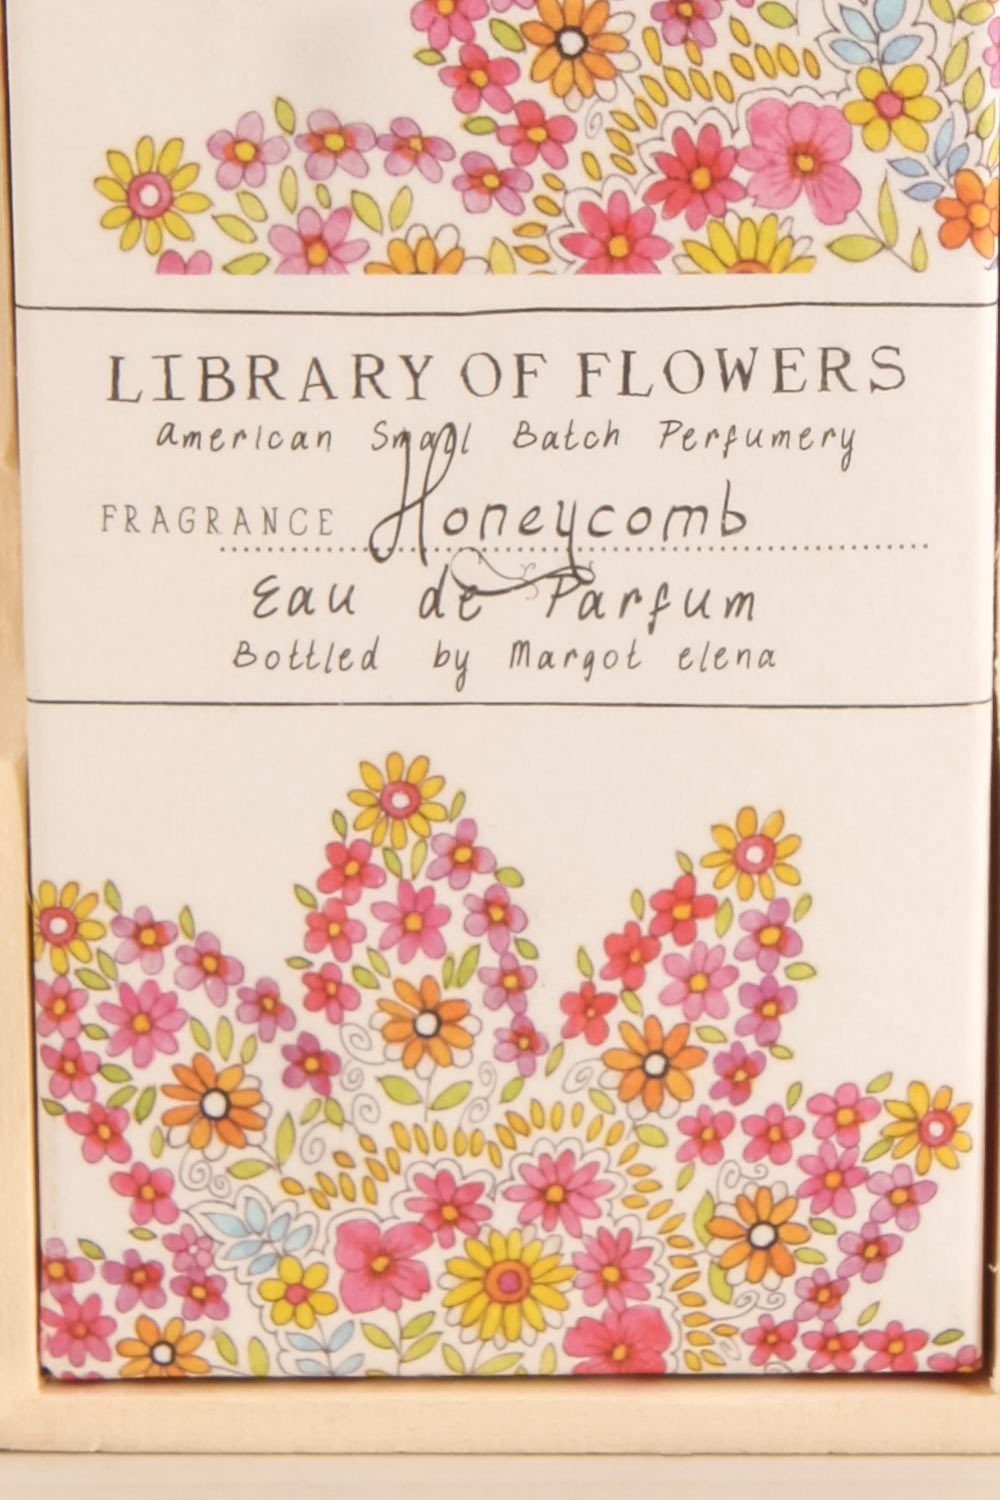 LIBRARY OF FLOWERS
American Small Batch Perfumery
FRAGRANCE Honeycomb
Eau de Parfum
Bottled by Margot elena